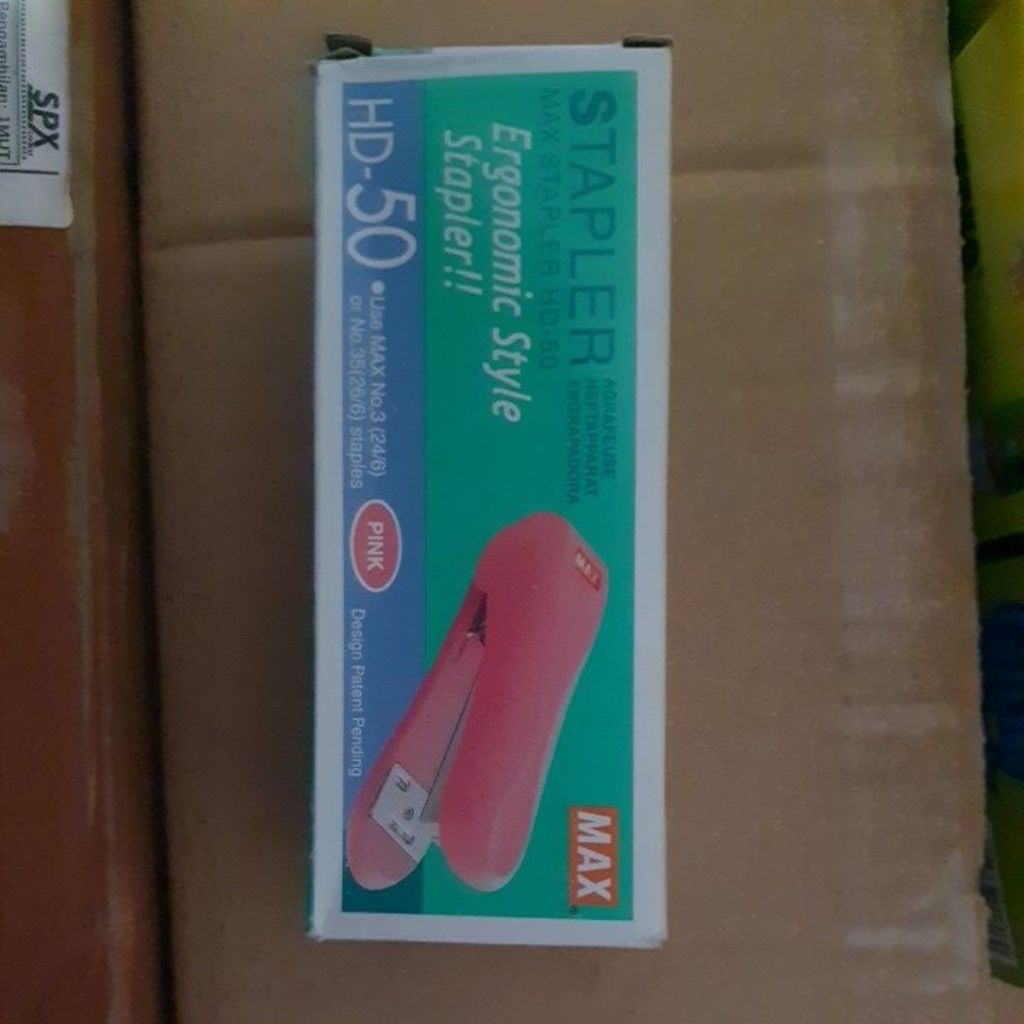 STAPLER
MAX STAPLER HD-50
AGRAFEUSE
HEFTAPPARAT
ENGRAPADORA
Ergonomic Style
Stapler!!
MAX
MAX
HD-50
●Use MAX No.3 (24/6)
or No.35(26/6) staples
PINK
Design Patent Pending
SPX